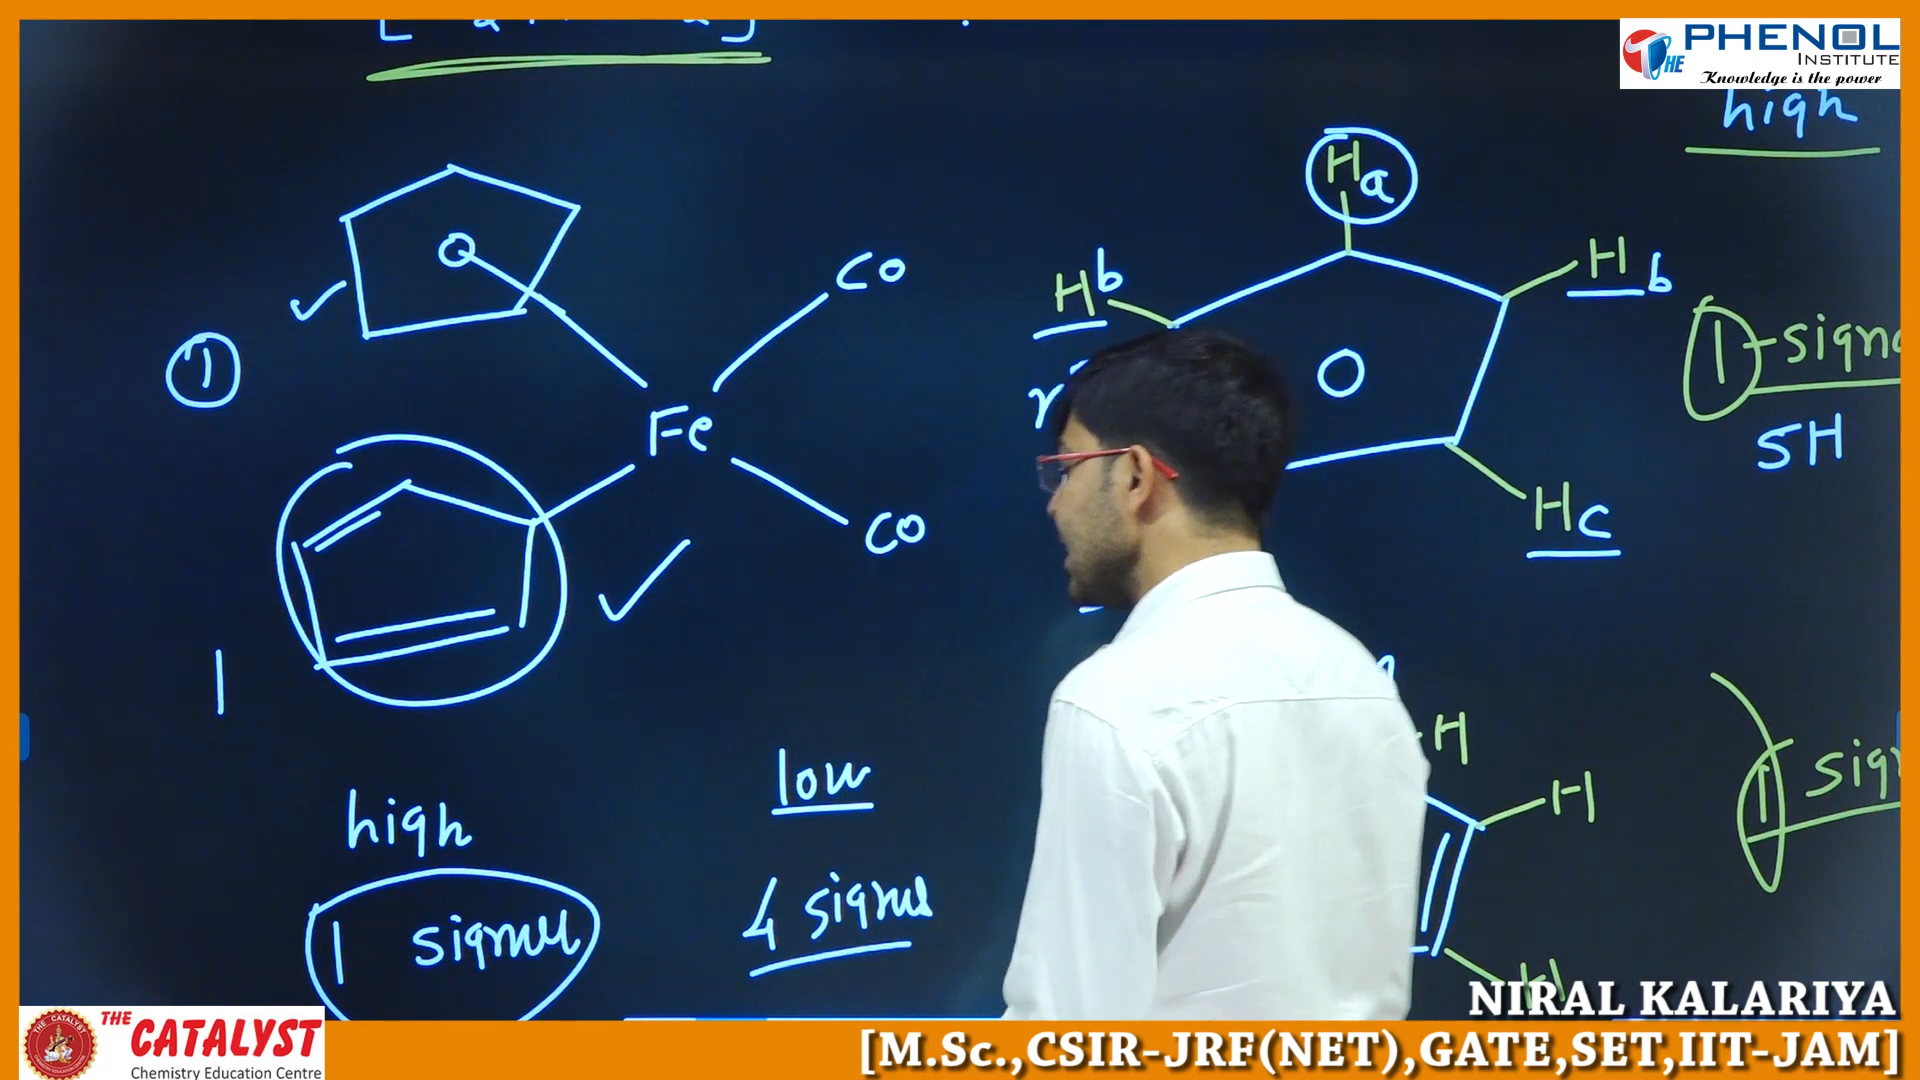 THE PHENOL
INSTITUTE
Knowledge is the power
high
Ha
CO
Hb
H b
1
Fe
1-signa
5H
Hc
CO
1
H
H
1 sig
low
high
4 signal
1 signal
H
NIRAL KALARIYA
THE CATALYST
Chemistry Education Centre
[M.Sc.,CSIR-JRF(NET),GATE,SET,IIT-JAM]